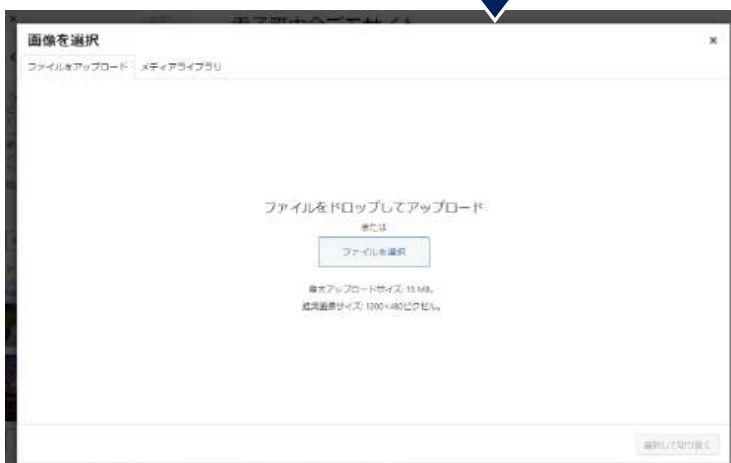 画像を選択
×
ファイルをアップロード メディアライブラリ
ファイルをドロップしてアップロード
または
ファイルを選択
最大アップロードサイズ: 15 MB。
推奨画像サイズ: 1200×480ピクセル。
選択して切り抜く